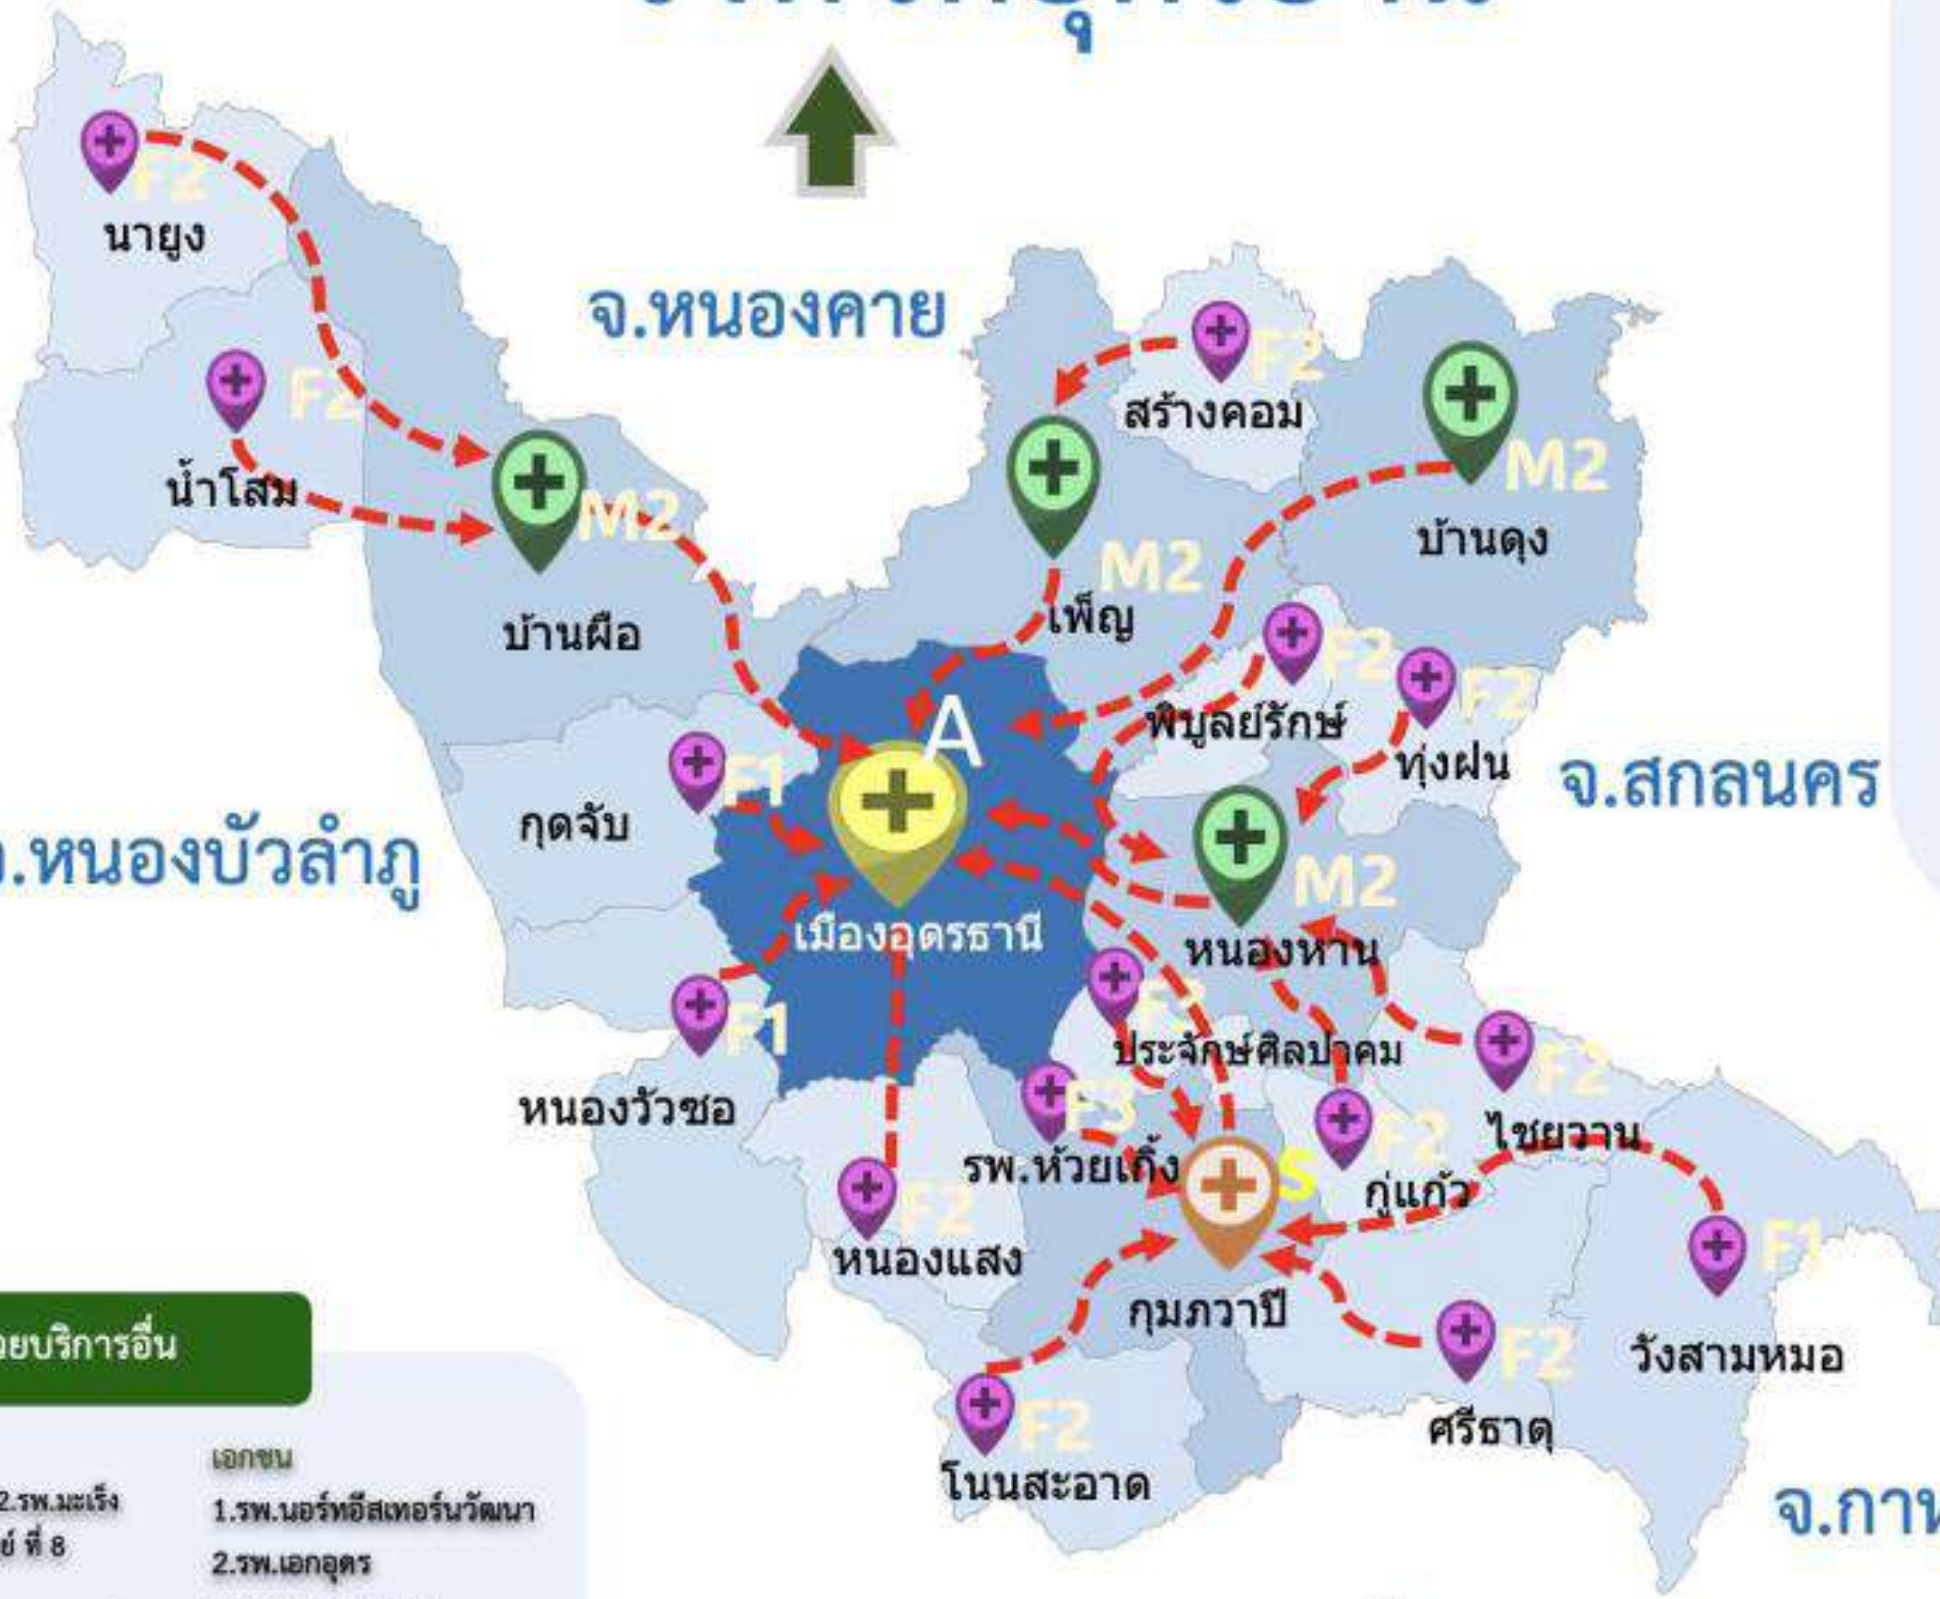 F2
นายูง
จ.หนองคาย
F2
สร้างคอม
F2
น้ำโสม
M2
บ้านดุง
M2
บ้านผือ
M2
เพ็ญ
F2
พิบูลย์รักษ์
F2
ทุ่งฝน
จ.สกลนคร
A
F1
กุดจับ
จ.หนองบัวลำภู
M2
หนองหาน
เมืองอุดรธานี
F1
หนองวัวซอ
ประจักษ์ศิลปาคม
F2
ไชยวาน
F3
รพ.ห้วยเกิ้ง
S
F2
กู่แก้ว
F2
หนองแสง
กุมภวาปี
F1
วังสามหมอ
F2
ศรีธาตุ
F2
โนนสะอาด
วยบริการอื่น
เอกชน
2.รพ.มะเร็ง
1.รพ.นอร์ทอีสเทอร์นวัฒนา
ย์ ที่ 8
2.รพ.เอกอุดร